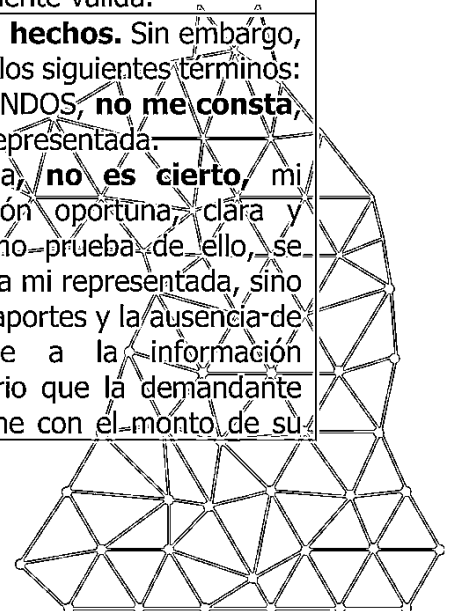 mente válida.
hechos. Sin embargo,
los siguientes términos:
NDOS, no me consta,
epresentada.
a, no es cierto, mi
ón oportuna, clara y
no prueba de ello, se
a mi representada, sino
aportes y la ausencia de
e a la información
rio que la demandante
ne con el monto de su